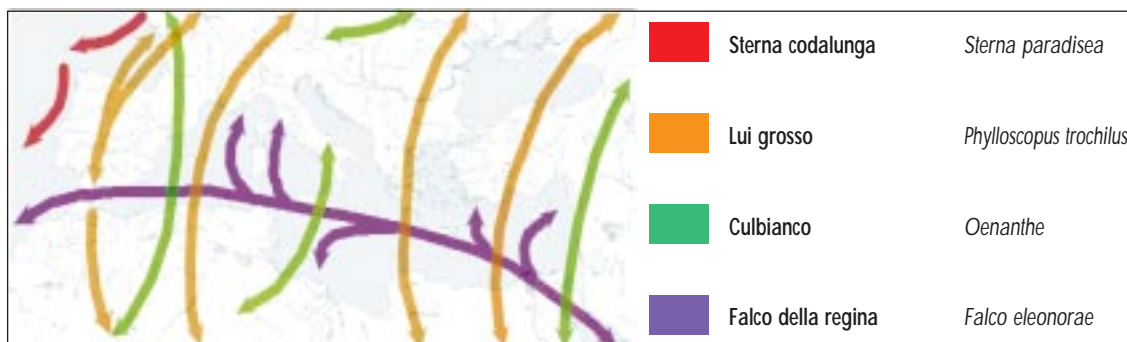 Sterna codalunga Sterna paradisea
Lui grosso Phylloscopus trochilus
Culbianco Oenanthe
Falco della regina Falco eleonorae